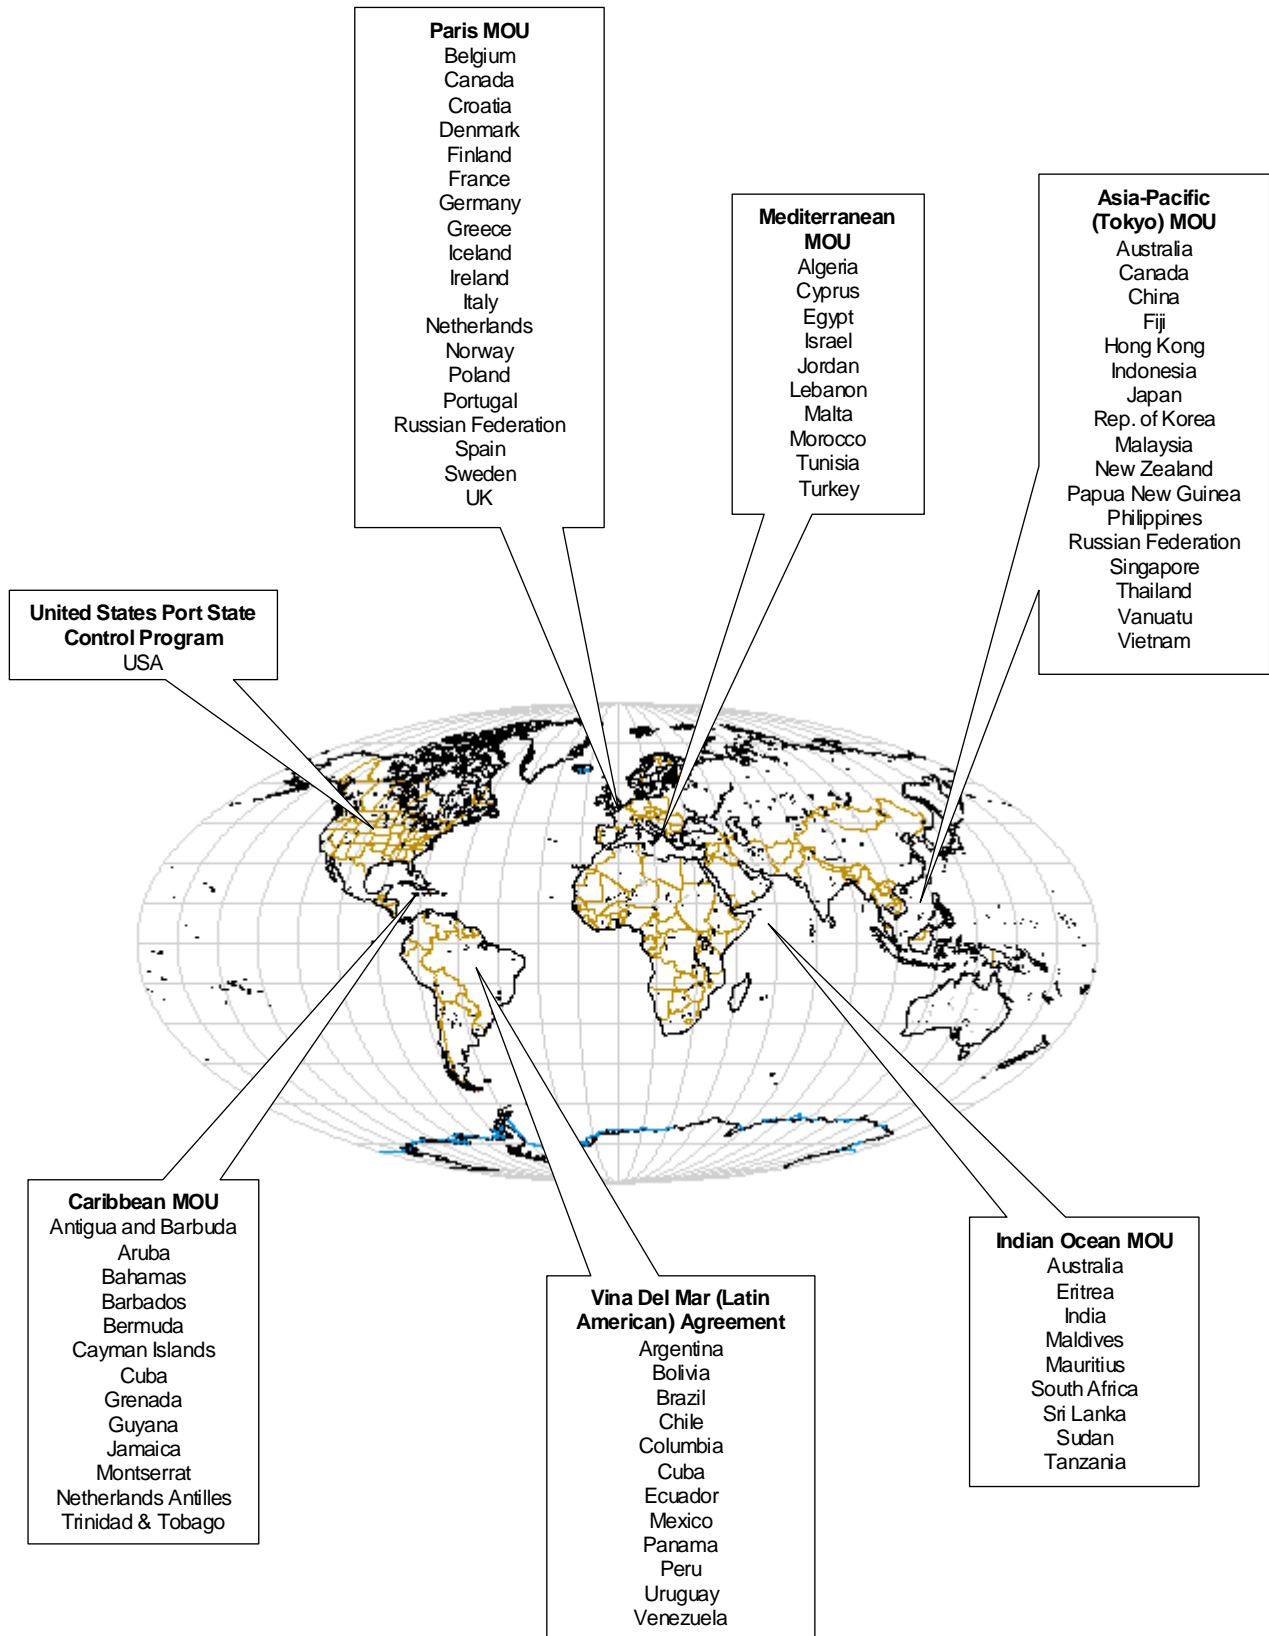 Paris MOU
Belgium
Canada
Croatia
Denmark
Finland
France
Germany
Greece
Iceland
Ireland
Italy
Netherlands
Norway
Poland
Portugal
Russian Federation
Spain
Sweden
UK
Mediterranean
MOU
Algeria
Cyprus
Egypt
Israel
Jordan
Lebanon
Malta
Morocco
Tunisia
Turkey
Asia-Pacific
(Tokyo) MOU
Australia
Canada
China
Fiji
Hong Kong
Indonesia
Japan
Rep. of Korea
Malaysia
New Zealand
Papua New Guinea
Philippines
Russian Federation
Singapore
Thailand
Vanuatu
Vietnam
United States Port State
Control Program
USA
Caribbean MOU
Antigua and Barbuda
Aruba
Bahamas
Barbados
Bermuda
Cayman Islands
Cuba
Grenada
Guyana
Jamaica
Montserrat
Netherlands Antilles
Trinidad & Tobago
Vina Del Mar (Latin
American) Agreement
Argentina
Bolivia
Brazil
Chile
Columbia
Cuba
Ecuador
Mexico
Panama
Peru
Uruguay
Venezuela
Indian Ocean MOU
Australia
Eritrea
India
Maldives
Mauritius
South Africa
Sri Lanka
Sudan
Tanzania